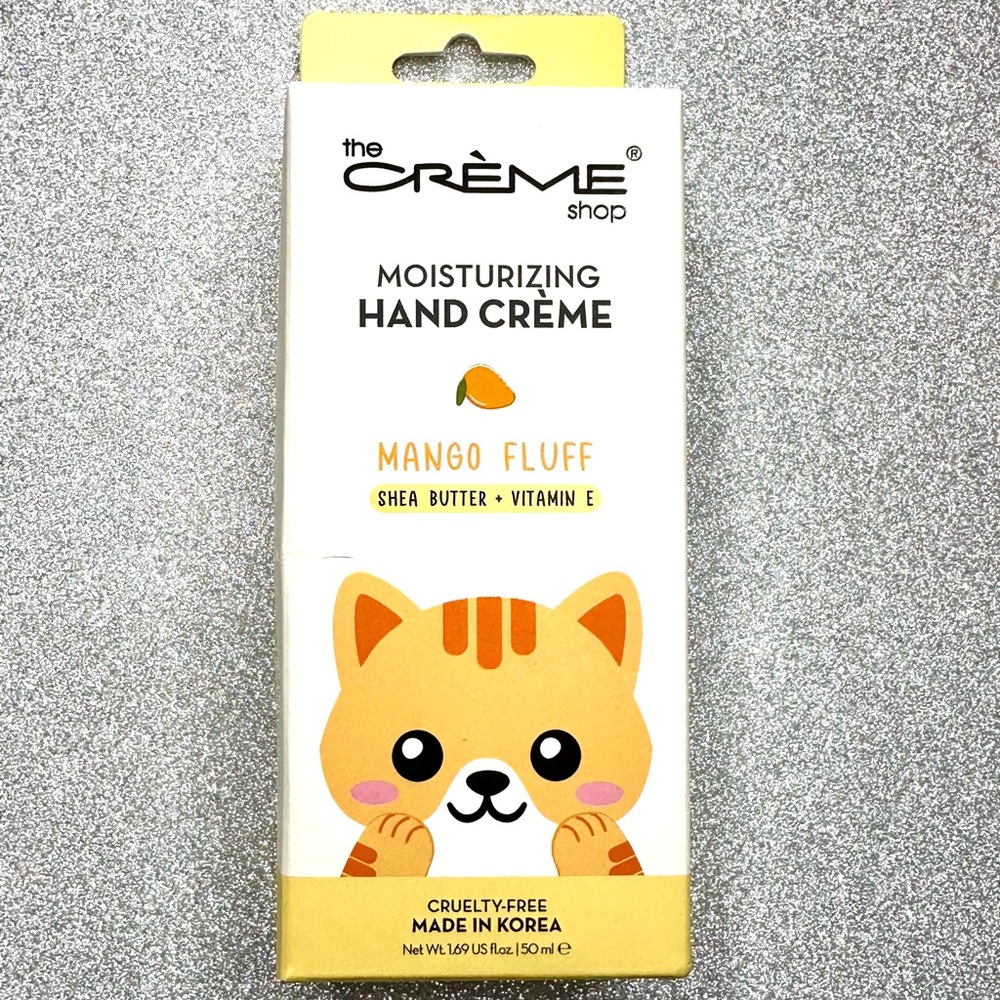 the
CRÈME®
shop
MOISTURIZING
HAND CRÈME
MANGO FLUFF
SHEA BUTTER + VITAMIN E
CRUELTY-FREE
MADE IN KOREA
Net Wt. 1.69 US fl.oz. | 50 ml ℮